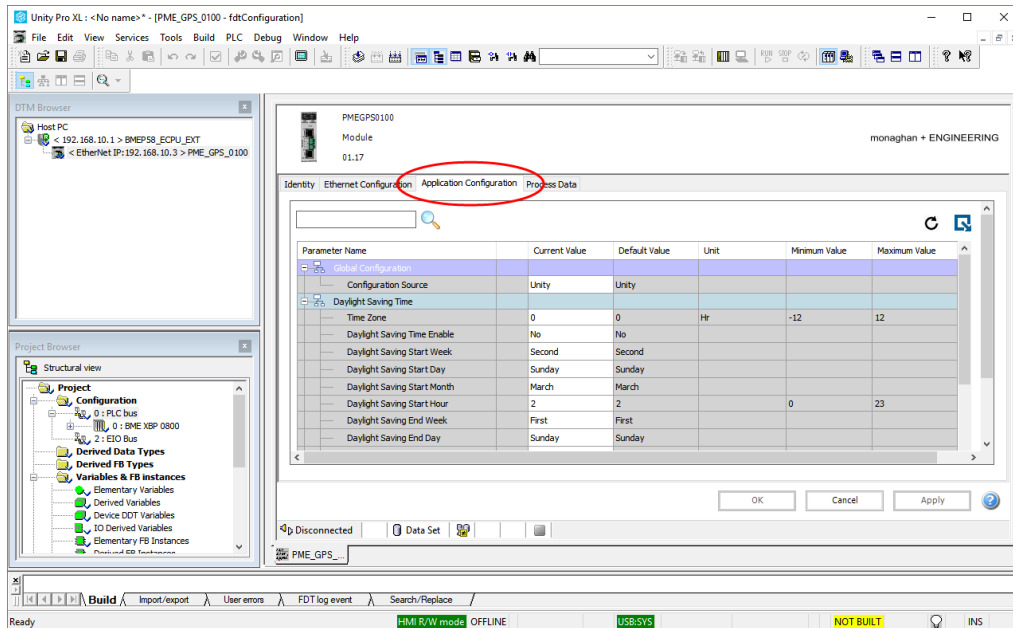 Unity Pro XL : <No name>* - [PME_GPS_0100 - fdtConfiguration]
File Edit View Services Tools Build PLC Debug Window Help
DTM Browser
Host PC
< 192.168.10.1 > BMEP58_ECPU_EXT
< EtherNet IP:192.168.10.3 > PME_GPS_0100
PMEGPS0100
Module
01.17
monaghan + ENGINEERING
Identity Ethernet Configuration Application Configuration Process Data
Parameter Name Current Value Default Value Unit Minimum Value Maximum Value
Global Configuration
Configuration Source Unity Unity
Daylight Saving Time
Time Zone 0 0 Hr -12 12
Daylight Saving Time Enable No No
Daylight Saving Start Week Second Second
Daylight Saving Start Day Sunday Sunday
Daylight Saving Start Month March March
Daylight Saving Start Hour 2 2 0 23
Daylight Saving End Week First First
Daylight Saving End Day Sunday Sunday
OK Cancel Apply
Disconnected Data Set
PME_GPS_...
Project Browser
Structural view
Project
Configuration
0 : PLC bus
0 : BME XBP 0800
2 : EIO Bus
Derived Data Types
Derived FB Types
Variables & FB instances
Elementary Variables
Derived Variables
Device DDT Variables
IO Derived Variables
Elementary FB Instances
Derived FB Instances
Build Import/export User errors FDT log event Search/Replace
Ready HMI R/W mode OFFLINE USB:SYS NOT BUILT INS